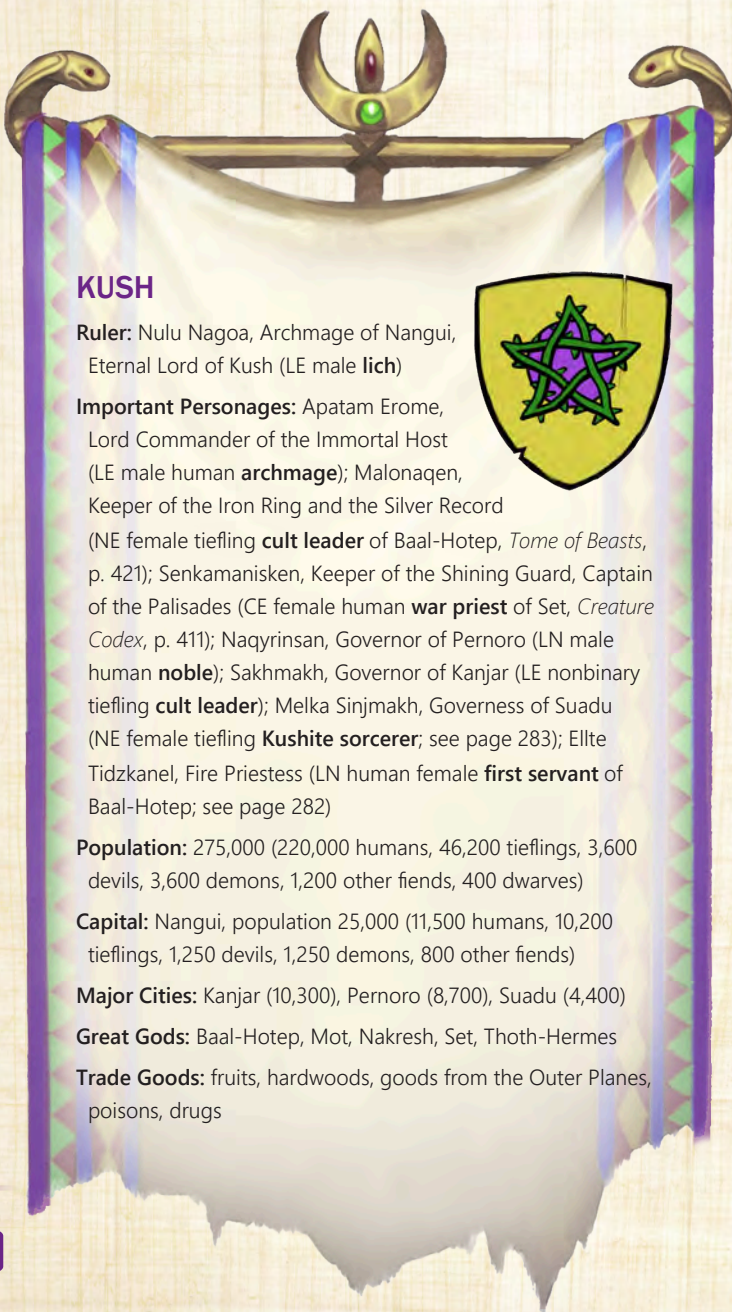 KUSH
Ruler: Nulu Nagoa, Archmage of Nangui,
Eternal Lord of Kush (LE male lich)
Important Personages: Apatam Erome,
Lord Commander of the Immortal Host
(LE male human archmage); Malonaqen,
Keeper of the Iron Ring and the Silver Record
(NE female tiefling cult leader of Baal-Hotep, Tome of Beasts,
p. 421); Senkamanisken, Keeper of the Shining Guard, Captain
of the Palisades (CE female human war priest of Set, Creature
Codex, p. 411); Naqyrinsan, Governor of Pernoro (LN male
human noble); Sakhmakh, Governor of Kanjar (LE nonbinary
tiefling cult leader); Melka Sinjmakh, Governess of Suadu
(NE female tiefling Kushite sorcerer; see page 283); Ellte
Tidzkanel, Fire Priestess (LN human female first servant of
Baal-Hotep; see page 282)
Population: 275,000 (220,000 humans, 46,200 tieflings, 3,600
devils, 3,600 demons, 1,200 other fiends, 400 dwarves)
Capital: Nangui, population 25,000 (11,500 humans, 10,200
tieflings, 1,250 devils, 1,250 demons, 800 other fiends)
Major Cities: Kanjar (10,300), Pernoro (8,700), Suadu (4,400)
Great Gods: Baal-Hotep, Mot, Nakresh, Set, Thoth-Hermes
Trade Goods: fruits, hardwoods, goods from the Outer Planes,
poisons, drugs